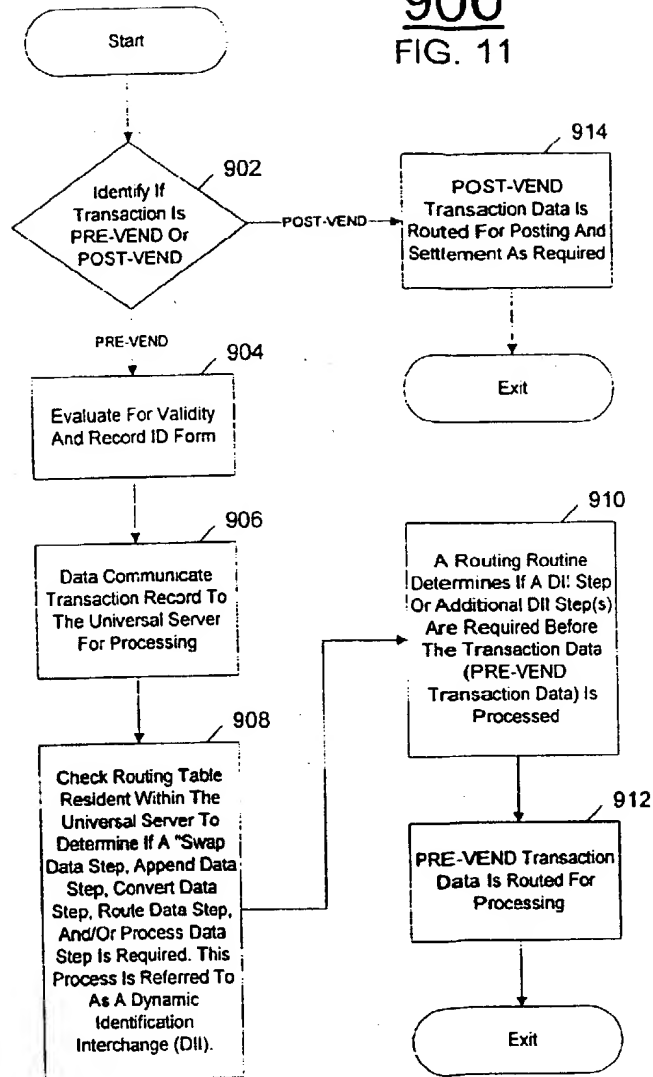 900
FIG. 11
Start
902
Identify If
Transaction Is
PRE-VEND Or
POST-VEND
POST-VEND
914
POST-VEND
Transaction Data Is
Routed For Posting And
Settlement As Required
Exit
PRE-VEND
904
Evaluate For Validity
And Record ID Form
906
Data Communicate
Transaction Record To
The Universal Server
For Processing
908
Check Routing Table
Resident Within The
Universal Server To
Determine If A "Swap
Data Step, Append Data
Step, Convert Data
Step, Route Data Step,
And/Or Process Data
Step Is Required. This
Process Is Referred To
As A Dynamic
Identification
Interchange (DII).
910
A Routing Routine
Determines If A DII Step
Or Additional DII Step(s)
Are Required Before
The Transaction Data
(PRE-VEND
Transaction Data) Is
Processed
912
PRE-VEND Transaction
Data Is Routed For
Processing
Exit